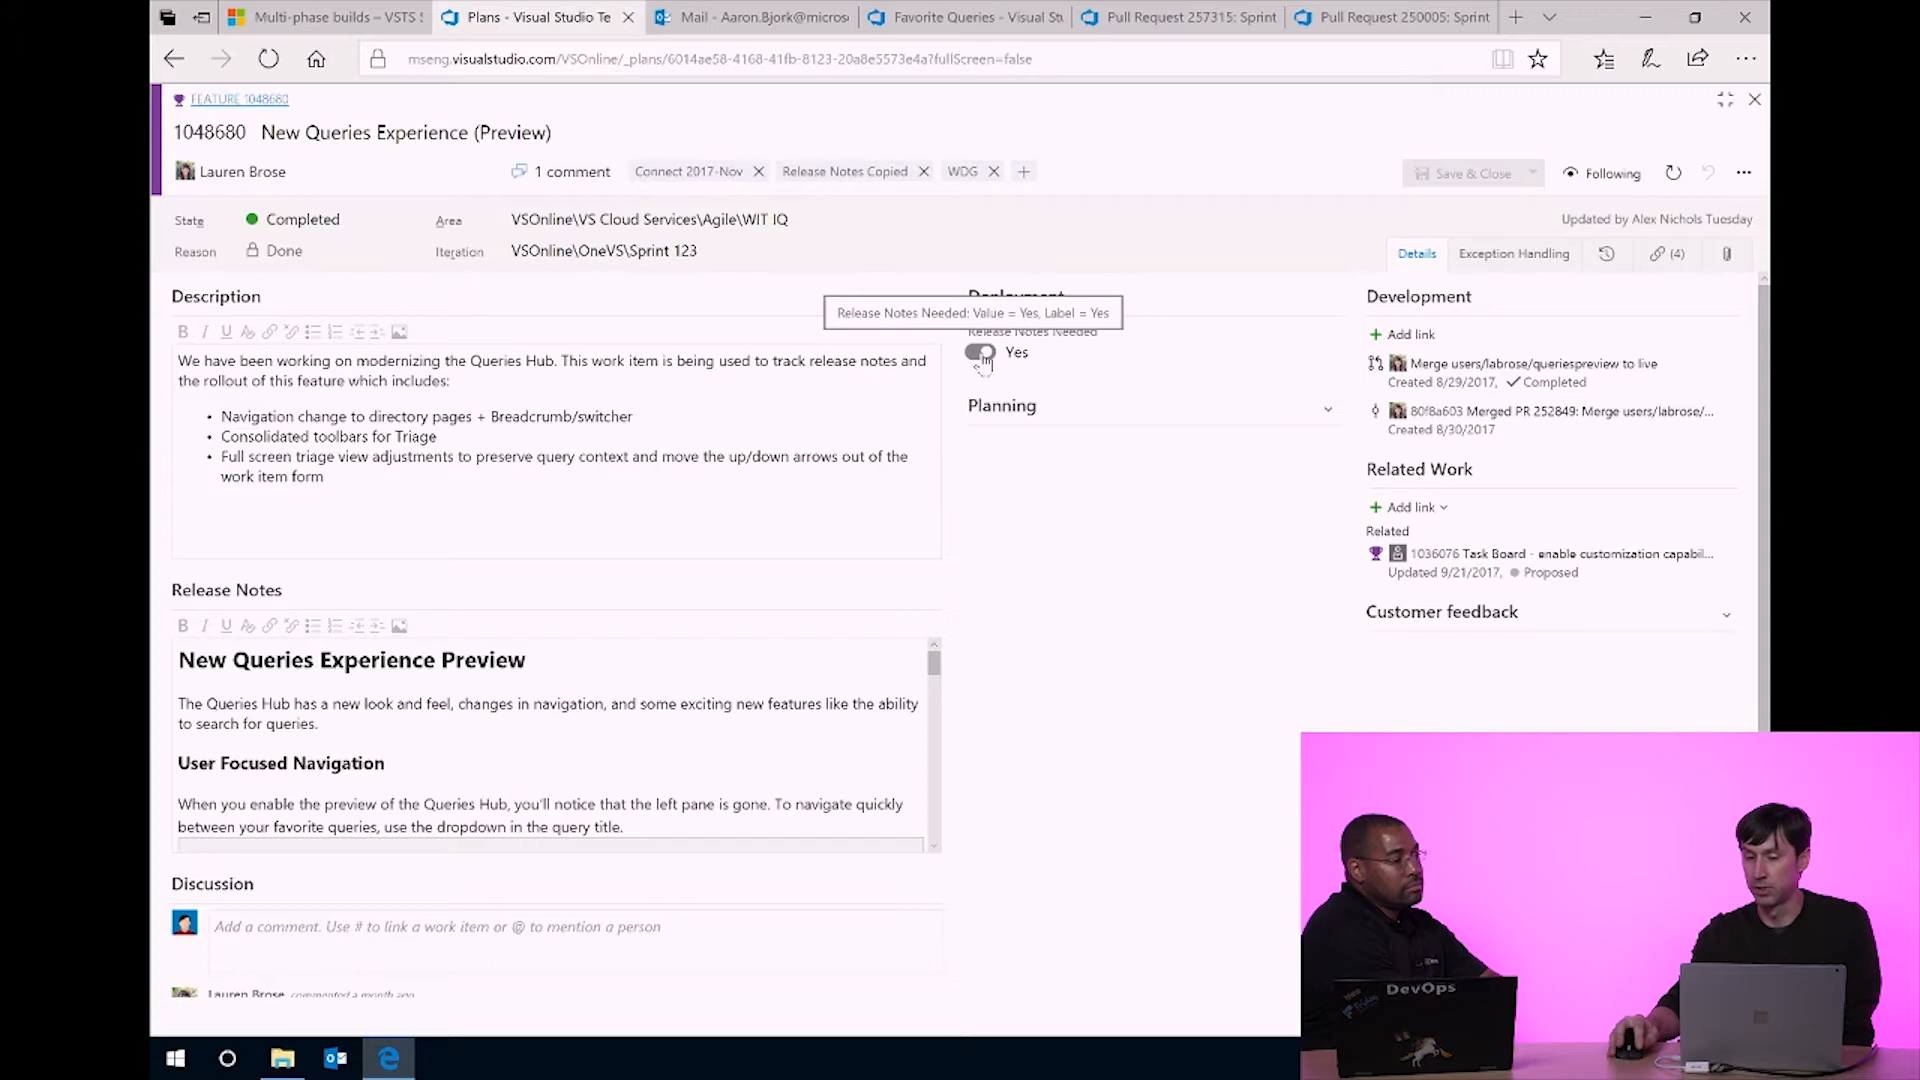 Multi-phase builds – VSTS S
Plans - Visual Studio Te
Mail - Aaron.Bjork@microsc
Favorite Queries - Visual Stu
Pull Request 257315: Sprint
Pull Request 250005: Sprint
mseng.visualstudio.com/VSOnline/_plans/6014ae58-4168-41fb-8123-20a8e5573e4a?fullScreen=false
FEATURE 1048680
1048680 New Queries Experience (Preview)
Lauren Brose
1 comment
Connect 2017-Nov
Release Notes Copied
WDG
Save & Close
Following
State
Completed
Area
VSOnline\VS Cloud Services\Agile\WIT IQ
Updated by Alex Nichols Tuesday
Reason
Done
Iteration
VSOnline\OneVS\Sprint 123
Details
Exception Handling
(4)
Description
We have been working on modernizing the Queries Hub. This work item is being used to track release notes and
the rollout of this feature which includes:
• Navigation change to directory pages + Breadcrumb/switcher
• Consolidated toolbars for Triage
• Full screen triage view adjustments to preserve query context and move the up/down arrows out of the
work item form
Release Notes
New Queries Experience Preview
The Queries Hub has a new look and feel, changes in navigation, and some exciting new features like the ability
to search for queries.
User Focused Navigation
When you enable the preview of the Queries Hub, you'll notice that the left pane is gone. To navigate quickly
between your favorite queries, use the dropdown in the query title.
Discussion
Add a comment. Use # to link a work item or @ to mention a person
Lauren Brose commented a month ago
Deployment
Release Notes Needed: Value = Yes, Label = Yes
Release Notes Needed
Yes
Planning
Development
Add link
Merge users/labrose/queriespreview to live
Created 8/29/2017, Completed
80f8a603 Merged PR 252849: Merge users/labrose/...
Created 8/30/2017
Related Work
Add link
Related
1036076 Task Board - enable customization capabil...
Updated 9/21/2017, Proposed
Customer feedback
DevOps